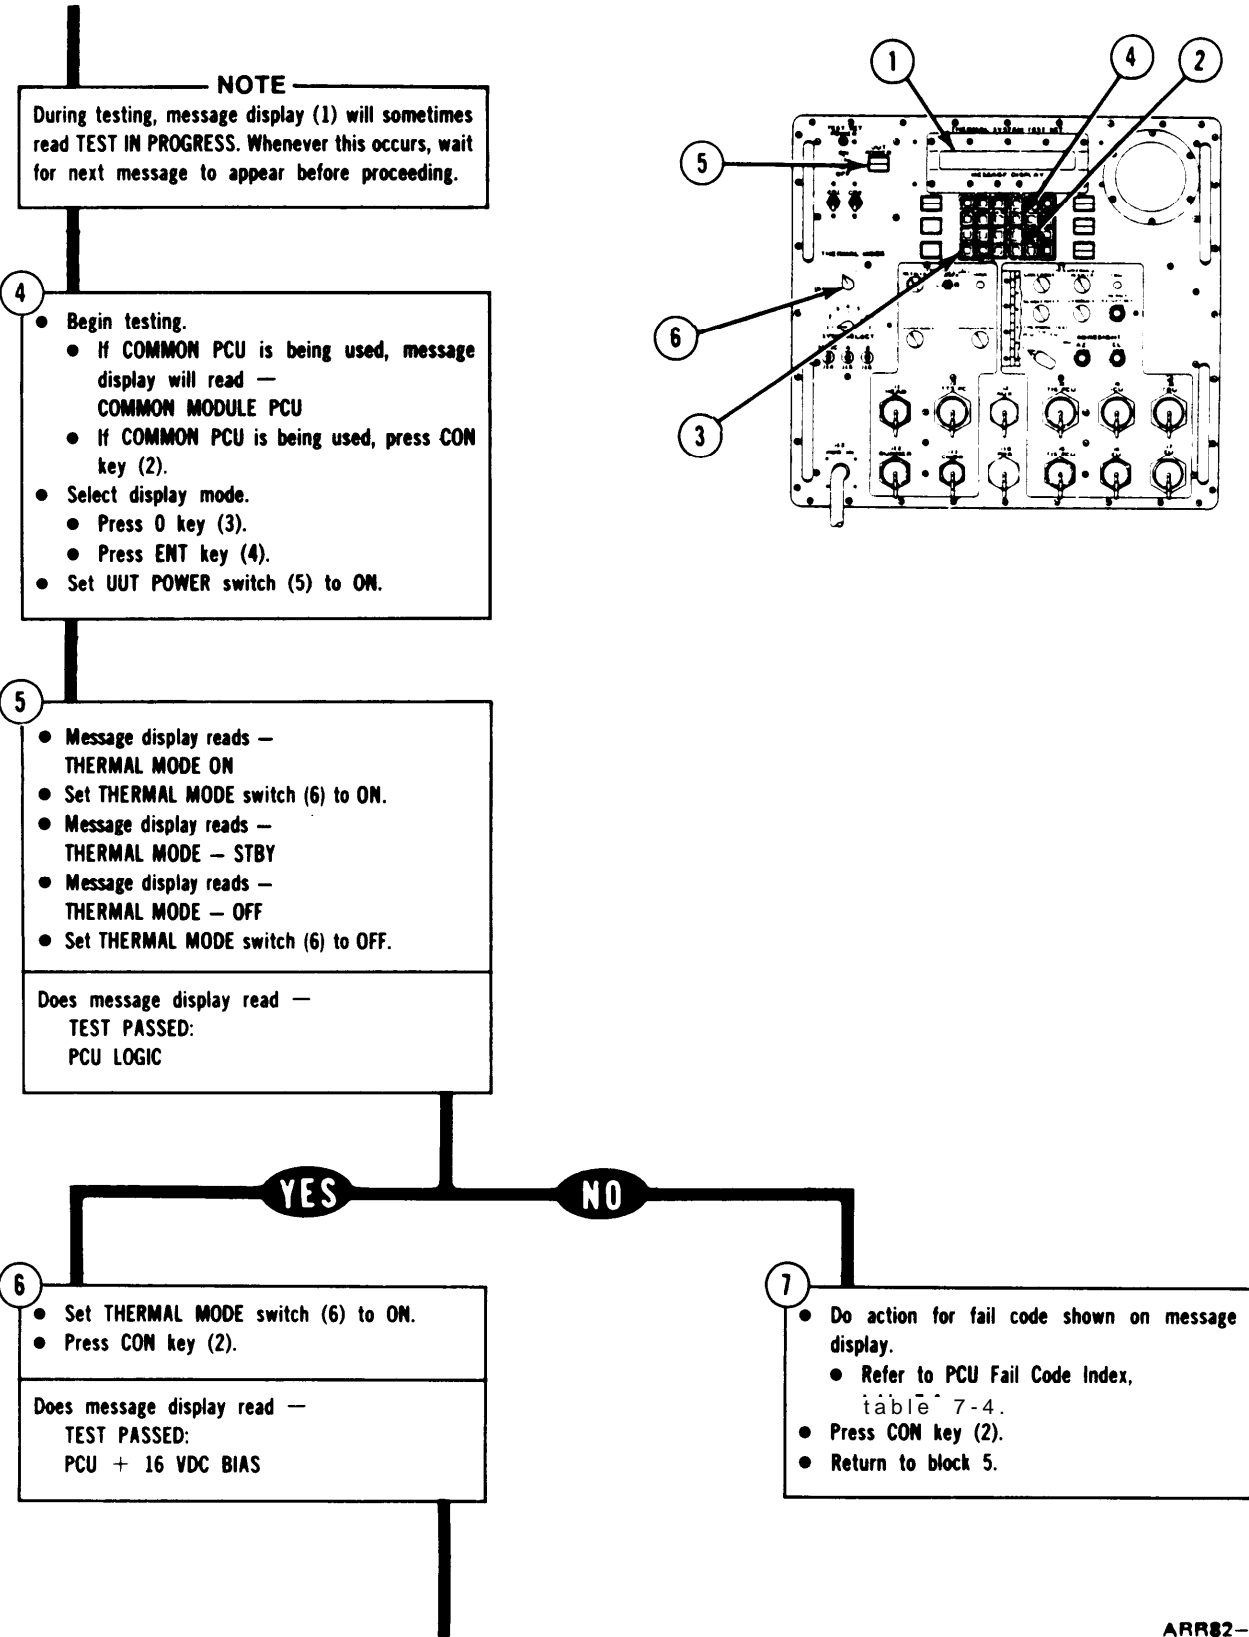 NOTE
During testing, message display (1) will sometimes
read TEST IN PROGRESS. Whenever this occurs, wait
for next message to appear before proceeding.
1
4
2
5
6
3
THERMAL SYSTEM TEST SET
MESSAGE DISPLAY
THERMAL MODE
4
● Begin testing.
● If COMMON PCU is being used, message
display will read —
COMMON MODULE PCU
● If COMMON PCU is being used, press CON
key (2).
● Select display mode.
● Press 0 key (3).
● Press ENT key (4).
● Set UUT POWER switch (5) to ON.
5
● Message display reads —
THERMAL MODE ON
● Set THERMAL MODE switch (6) to ON.
● Message display reads —
THERMAL MODE — STBY
● Message display reads —
THERMAL MODE — OFF
● Set THERMAL MODE switch (6) to OFF.
Does message display read —
TEST PASSED:
PCU LOGIC
YES
NO
6
● Set THERMAL MODE switch (6) to ON.
● Press CON key (2).
Does message display read —
TEST PASSED:
PCU + 16 VDC BIAS
7
● Do action for fail code shown on message
display.
● Refer to PCU Fail Code Index,
table 7-4.
● Press CON key (2).
● Return to block 5.
ARR82-